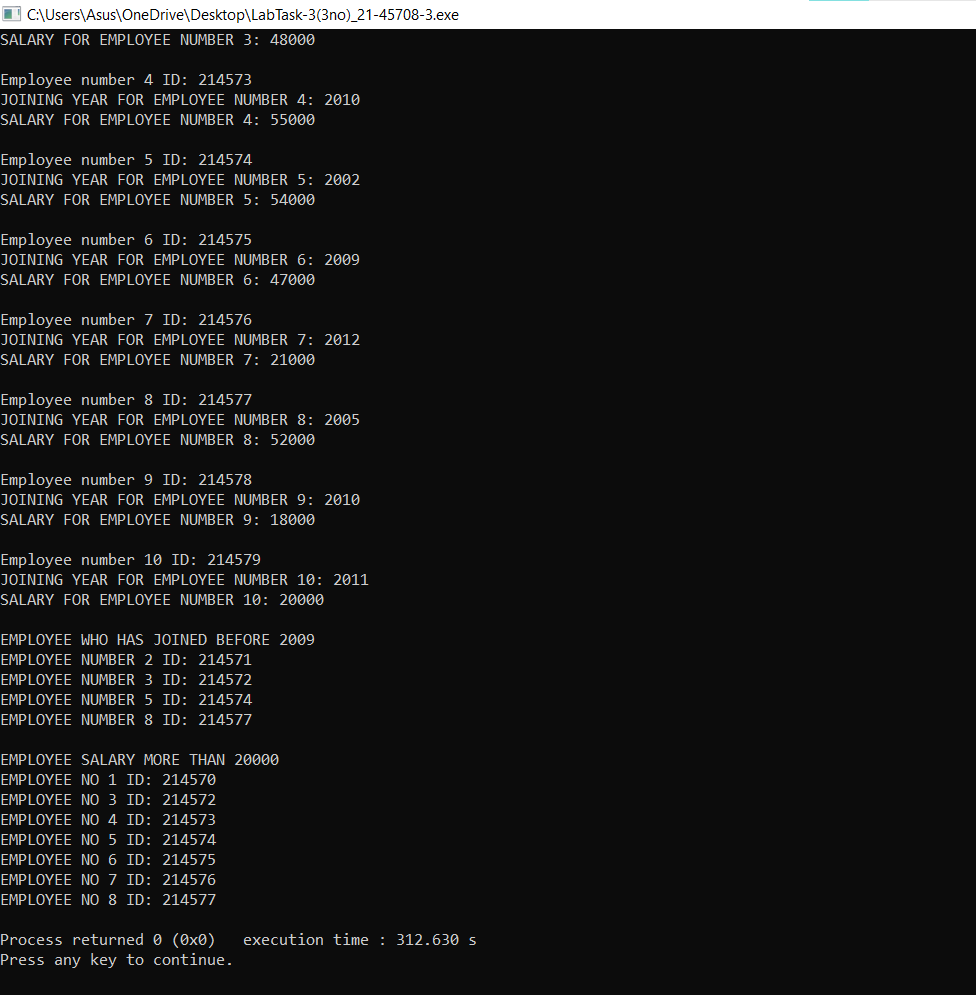 C:\Users\Asus\OneDrive\Desktop\LabTask-3(3no)_21-45708-3.exe
SALARY FOR EMPLOYEE NUMBER 3: 48000
Employee number 4 ID: 214573
JOINING YEAR FOR EMPLOYEE NUMBER 4: 2010
SALARY FOR EMPLOYEE NUMBER 4: 55000
Employee number 5 ID: 214574
JOINING YEAR FOR EMPLOYEE NUMBER 5: 2002
SALARY FOR EMPLOYEE NUMBER 5: 54000
Employee number 6 ID: 214575
JOINING YEAR FOR EMPLOYEE NUMBER 6: 2009
SALARY FOR EMPLOYEE NUMBER 6: 47000
Employee number 7 ID: 214576
JOINING YEAR FOR EMPLOYEE NUMBER 7: 2012
SALARY FOR EMPLOYEE NUMBER 7: 21000
Employee number 8 ID: 214577
JOINING YEAR FOR EMPLOYEE NUMBER 8: 2005
SALARY FOR EMPLOYEE NUMBER 8: 52000
Employee number 9 ID: 214578
JOINING YEAR FOR EMPLOYEE NUMBER 9: 2010
SALARY FOR EMPLOYEE NUMBER 9: 18000
Employee number 10 ID: 214579
JOINING YEAR FOR EMPLOYEE NUMBER 10: 2011
SALARY FOR EMPLOYEE NUMBER 10: 20000
EMPLOYEE WHO HAS JOINED BEFORE 2009
EMPLOYEE NUMBER 2 ID: 214571
EMPLOYEE NUMBER 3 ID: 214572
EMPLOYEE NUMBER 5 ID: 214574
EMPLOYEE NUMBER 8 ID: 214577
EMPLOYEE SALARY MORE THAN 20000
EMPLOYEE NO 1 ID: 214570
EMPLOYEE NO 3 ID: 214572
EMPLOYEE NO 4 ID: 214573
EMPLOYEE NO 5 ID: 214574
EMPLOYEE NO 6 ID: 214575
EMPLOYEE NO 7 ID: 214576
EMPLOYEE NO 8 ID: 214577
Process returned 0 (0x0)   execution time : 312.630 s
Press any key to continue.